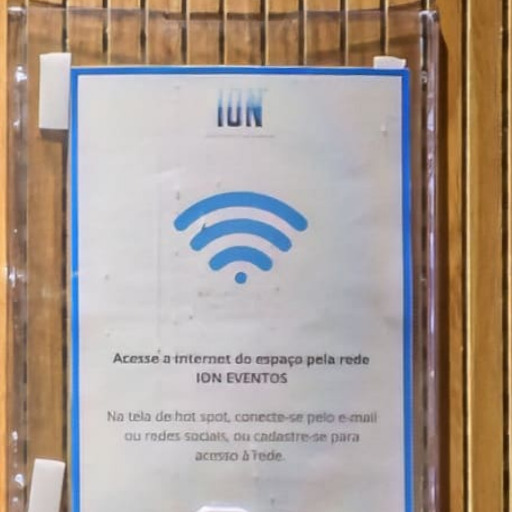 ION
Acesse a internet do espaço pela rede
ION EVENTOS
Na tela de hot spot, conecte-se pelo e-mail
ou redes sociais, ou cadastre-se para
acesso à rede.